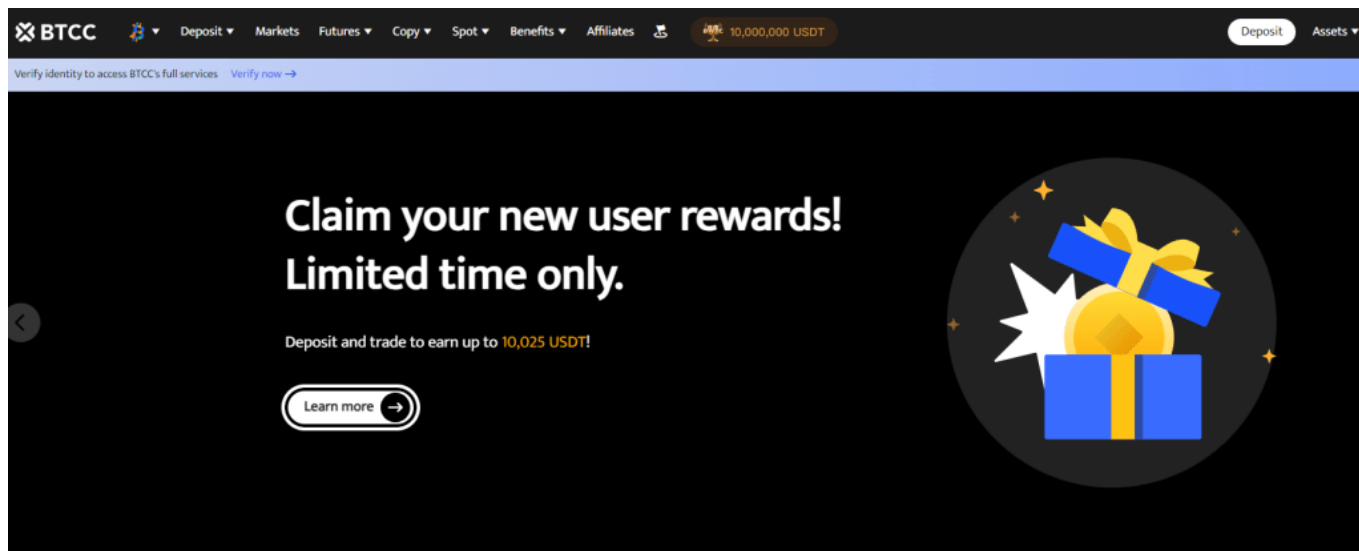 BTCC Deposit Markets Futures Copy Spot Benefits Affiliates 10,000,000 USDT Deposit Assets
Verify identity to access BTCC's full services Verify now →
Claim your new user rewards!
Limited time only.
Deposit and trade to earn up to 10,025 USDT!
Learn more →